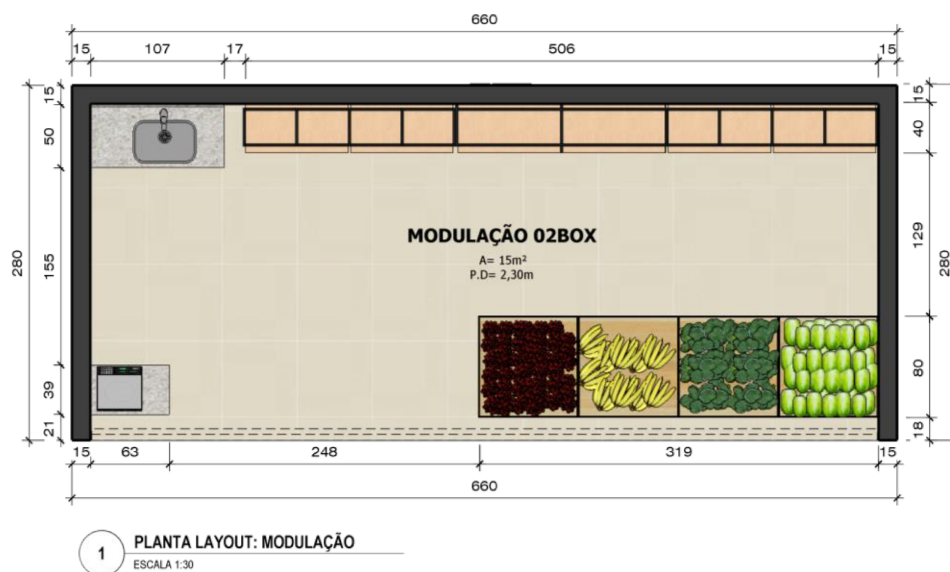 660
15 107 17 506 15
15
50
155
39
21
280
15
40
129
80
18
280
MODULAÇÃO 02BOX
A= 15m²
P.D= 2,30m
15 63 248 319 15
660
1 PLANTA LAYOUT: MODULAÇÃO
ESCALA 1:30